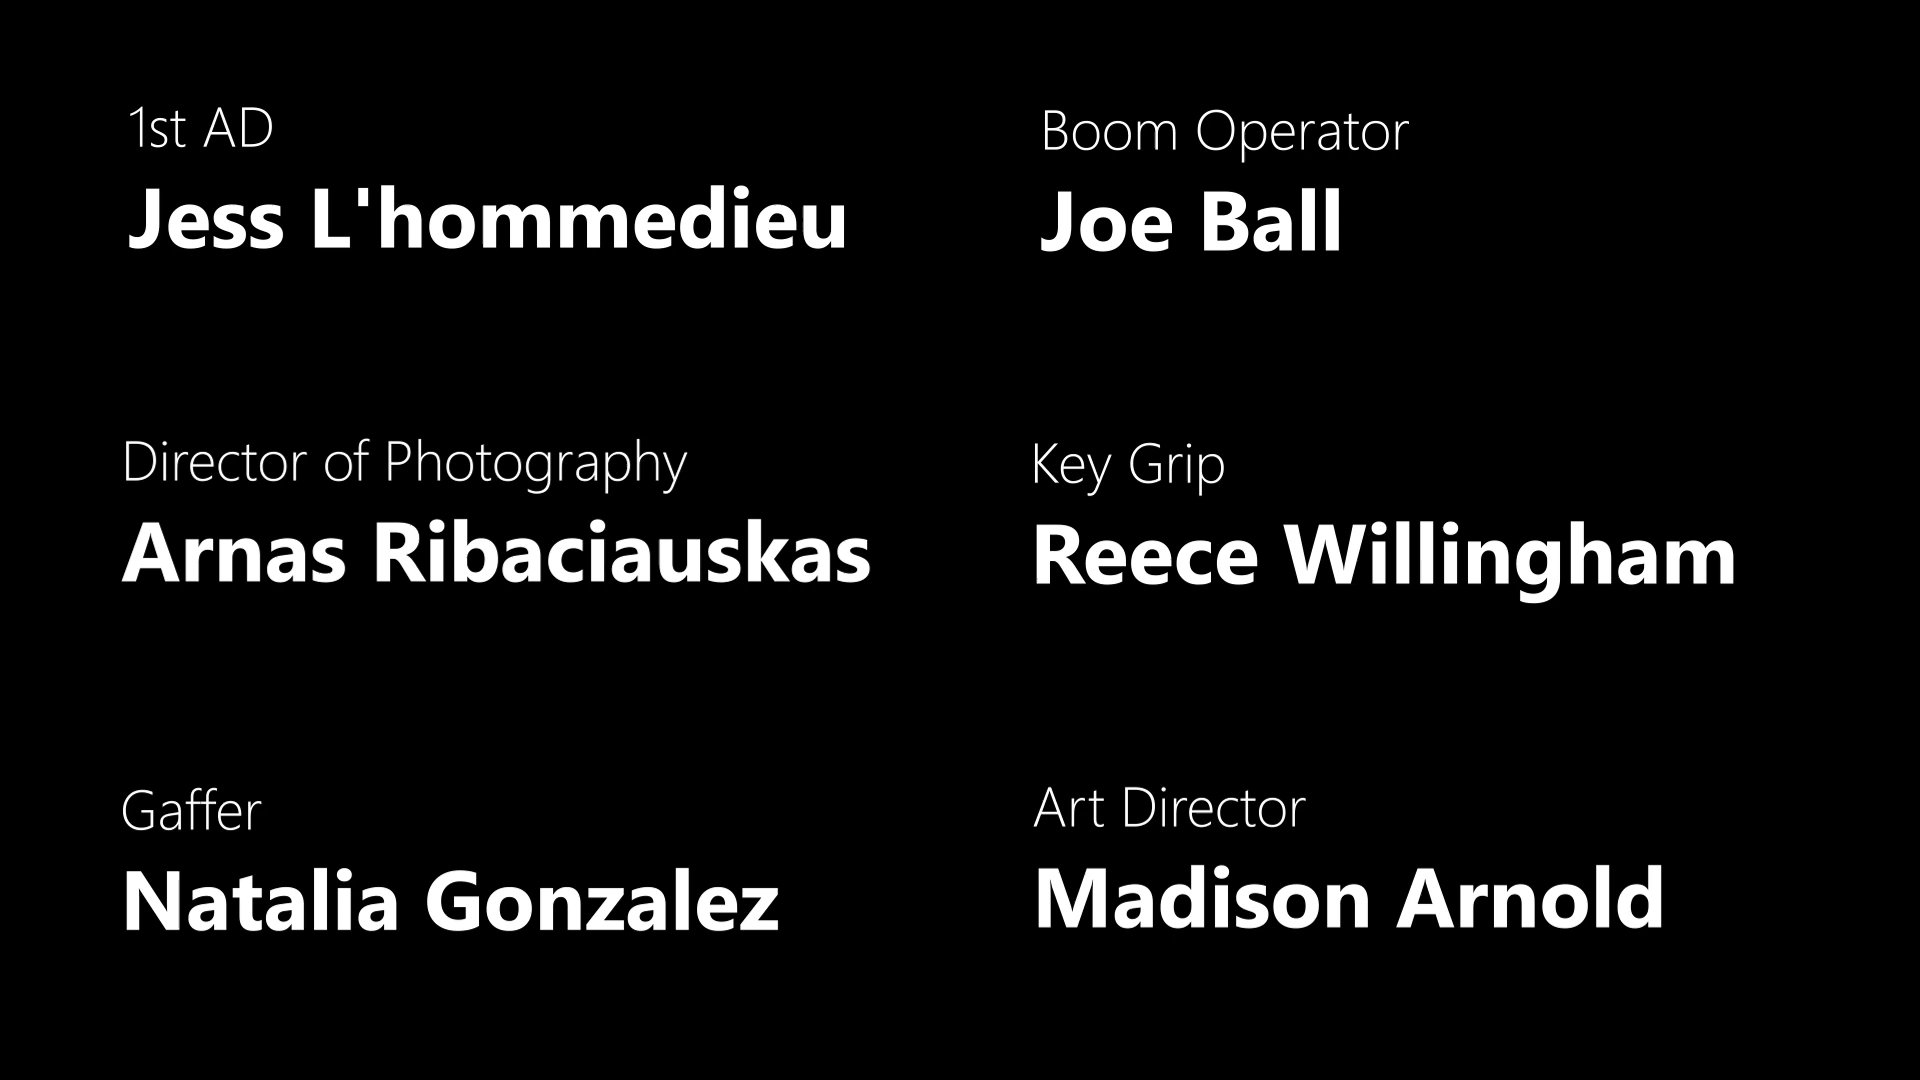 1st AD
Jess L'hommedieu
Director of Photography
Arnas Ribaciauskas
Gaffer
Natalia Gonzalez
Boom Operator
Joe Ball
Key Grip
Reece Willingham
Art Director
Madison Arnold